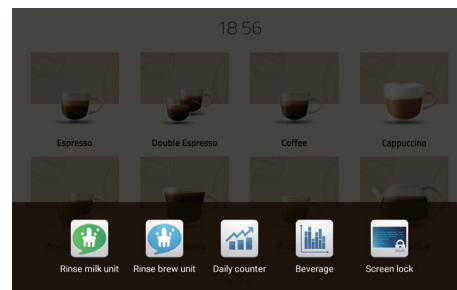 18 56
Espresso
Double Espresso
Coffee
Cappuccino
Rinse milk unit
Rinse brew unit
Daily counter
Beverage
Screen lock